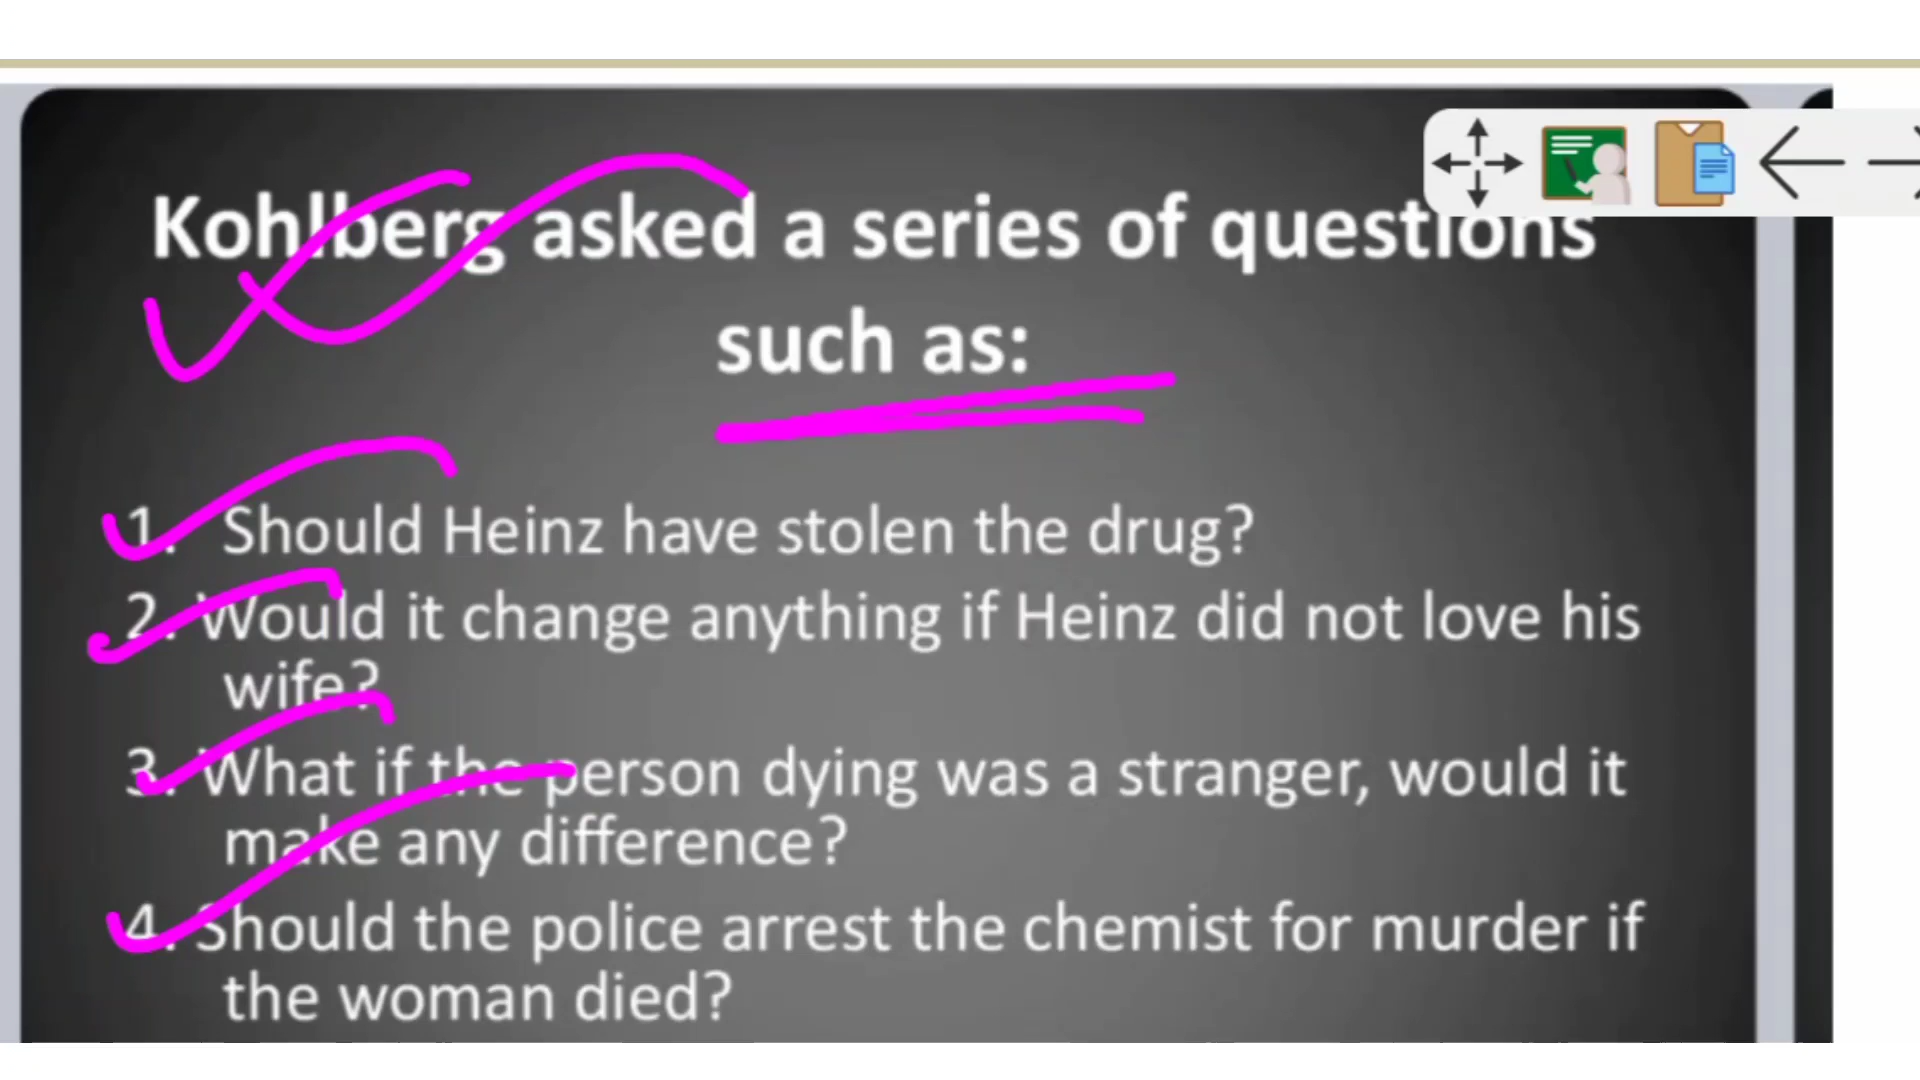 Kohlberg asked a series of questions
such as:
1. Should Heinz have stolen the drug?
2. Would it change anything if Heinz did not love his
wife?
3. What if the person dying was a stranger, would it
make any difference?
4. Should the police arrest the chemist for murder if
the woman died?